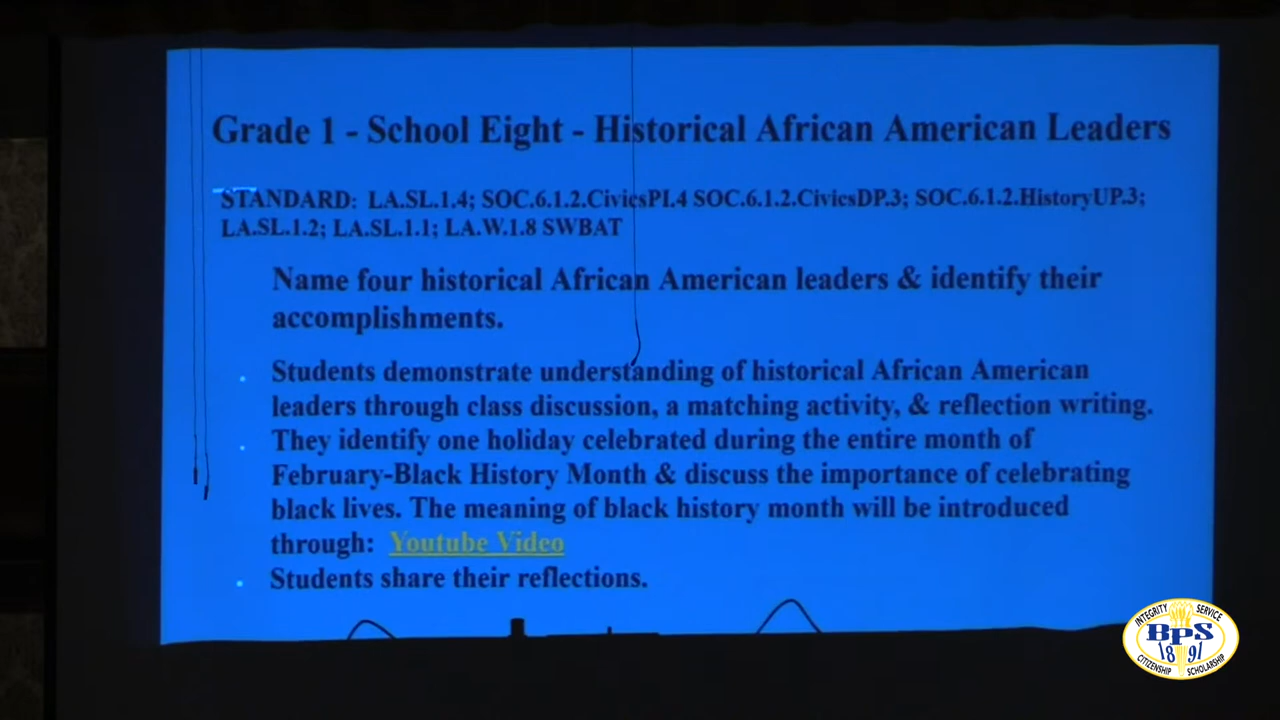 Grade 1 - School Eight - Historical African American Leaders
STANDARD: LA.SL.1.4; SOC.6.1.2.CivicsPI.4 SOC.6.1.2.CivicsDP.3; SOC.6.1.2.HistoryUP.3;
LA.SL.1.2; LA.SL.1.1; LA.W.1.8 SWBAT
Name four historical African American leaders & identify their
accomplishments.
Students demonstrate understanding of historical African American
leaders through class discussion, a matching activity, & reflection writing.
They identify one holiday celebrated during the entire month of
February-Black History Month & discuss the importance of celebrating
black lives. The meaning of black history month will be introduced
through: Youtube Video
Students share their reflections.
INTEGRITY SERVICE
BPS
1891
CITIZENSHIP SCHOLARSHIP